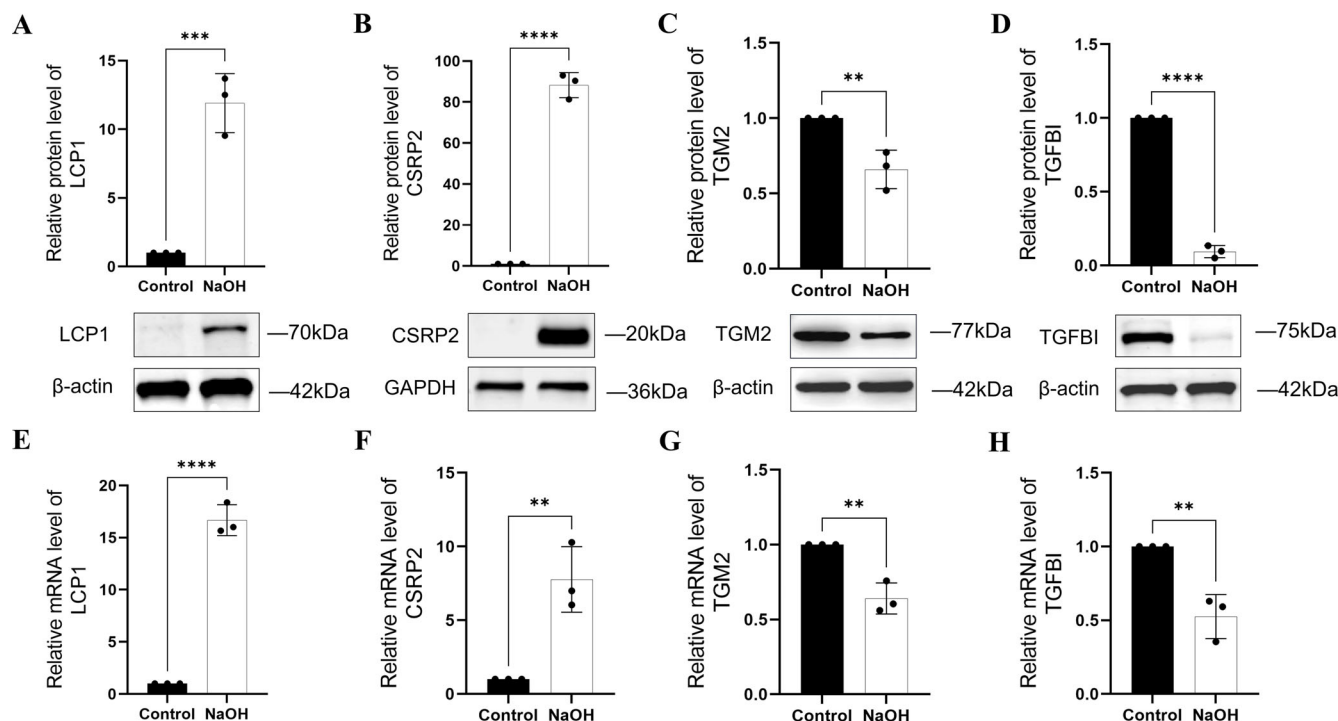 A
Relative protein level of
LCP1
15
10
5
0
***
Control NaOH
LCP1
—70kDa
β-actin
—42kDa
B
Relative protein level of
CSRP2
100
80
60
40
20
0
****
Control NaOH
CSRP2
—20kDa
GAPDH
—36kDa
C
Relative protein level of
TGM2
1.5
1.0
0.5
0.0
**
Control NaOH
TGM2
—77kDa
β-actin
—42kDa
D
Relative protein level of
TGFBI
1.5
1.0
0.5
0.0
****
Control NaOH
TGFBI
—75kDa
β-actin
—42kDa
E
Relative mRNA level of
LCP1
20
15
10
5
0
****
Control NaOH
F
Relative mRNA level of
CSRP2
15
10
5
0
**
Control NaOH
G
Relative mRNA level of
TGM2
1.5
1.0
0.5
0.0
**
Control NaOH
H
Relative mRNA level of
TGFBI
1.5
1.0
0.5
0.0
**
Control NaOH